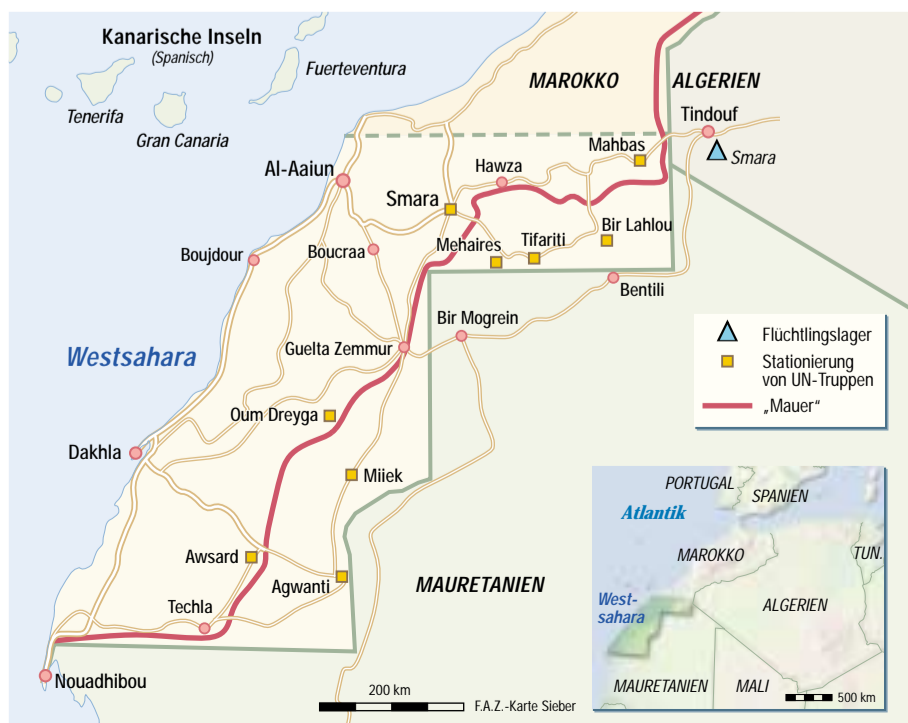 Kanarische Inseln
(Spanisch)
Fuerteventura
Tenerifa
Gran Canaria
MAROKKO
ALGERIEN
Tindouf
Smara
Mahbas
Hawza
Al-Aaiun
Smara
Bir Lahlou
Mehaires
Tifariti
Boujdour
Boucraa
Bentili
Bir Mogrein
Westsahara
Guelta Zemmur
Oum Dreyga
Dakhla
Miiek
Awsard
Agwanti
Techla
MAURETANIEN
Nouadhibou
200 km
F.A.Z.-Karte Sieber
Flüchtlingslager
Stationierung
von UN-Truppen
„Mauer“
PORTUGAL
SPANIEN
Atlantik
MAROKKO
TUN.
West-
sahara
ALGERIEN
MAURETANIEN
MALI
500 km